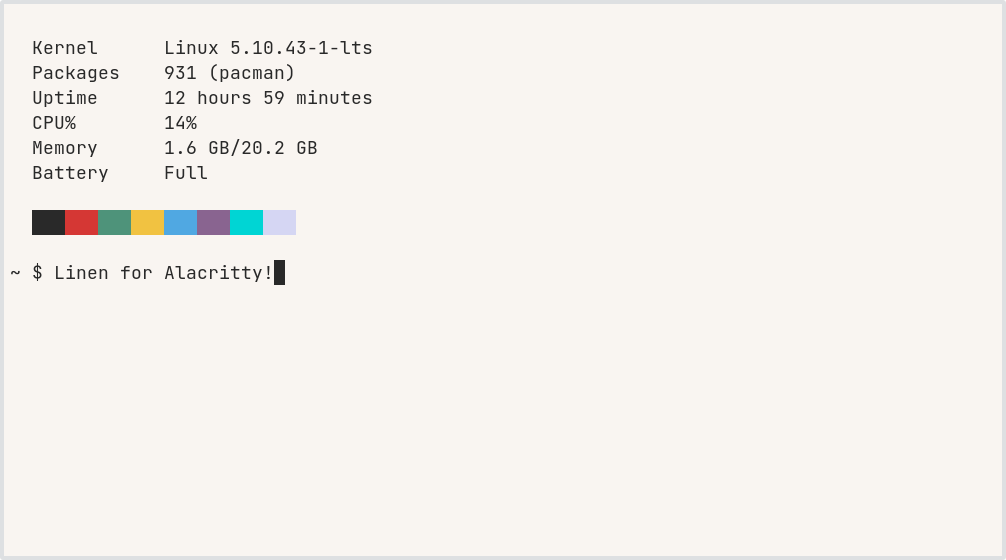 Kernel      Linux 5.10.43-1-lts
Packages    931 (pacman)
Uptime      12 hours 59 minutes
CPU%        14%
Memory      1.6 GB/20.2 GB
Battery     Full
~ $ Linen for Alacritty!